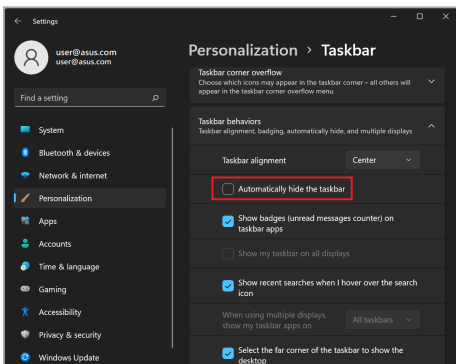 Settings
user@asus.com
user@asus.com
Find a setting
System
Bluetooth & devices
Network & internet
Personalization
Apps
Accounts
Time & language
Gaming
Accessibility
Privacy & security
Windows Update
Personalization > Taskbar
Taskbar corner overflow
Choose which icons may appear in the taskbar corner – all others will
appear in the taskbar corner overflow menu
Taskbar behaviors
Taskbar alignment, badging, automatically hide, and multiple displays
Taskbar alignment
Center
Automatically hide the taskbar
Show badges (unread messages counter) on
taskbar apps
Show my taskbar on all displays
Show recent searches when I hover over the search
icon
When using multiple displays,
show my taskbar apps on
All taskbars
Select the far corner of the taskbar to show the
desktop